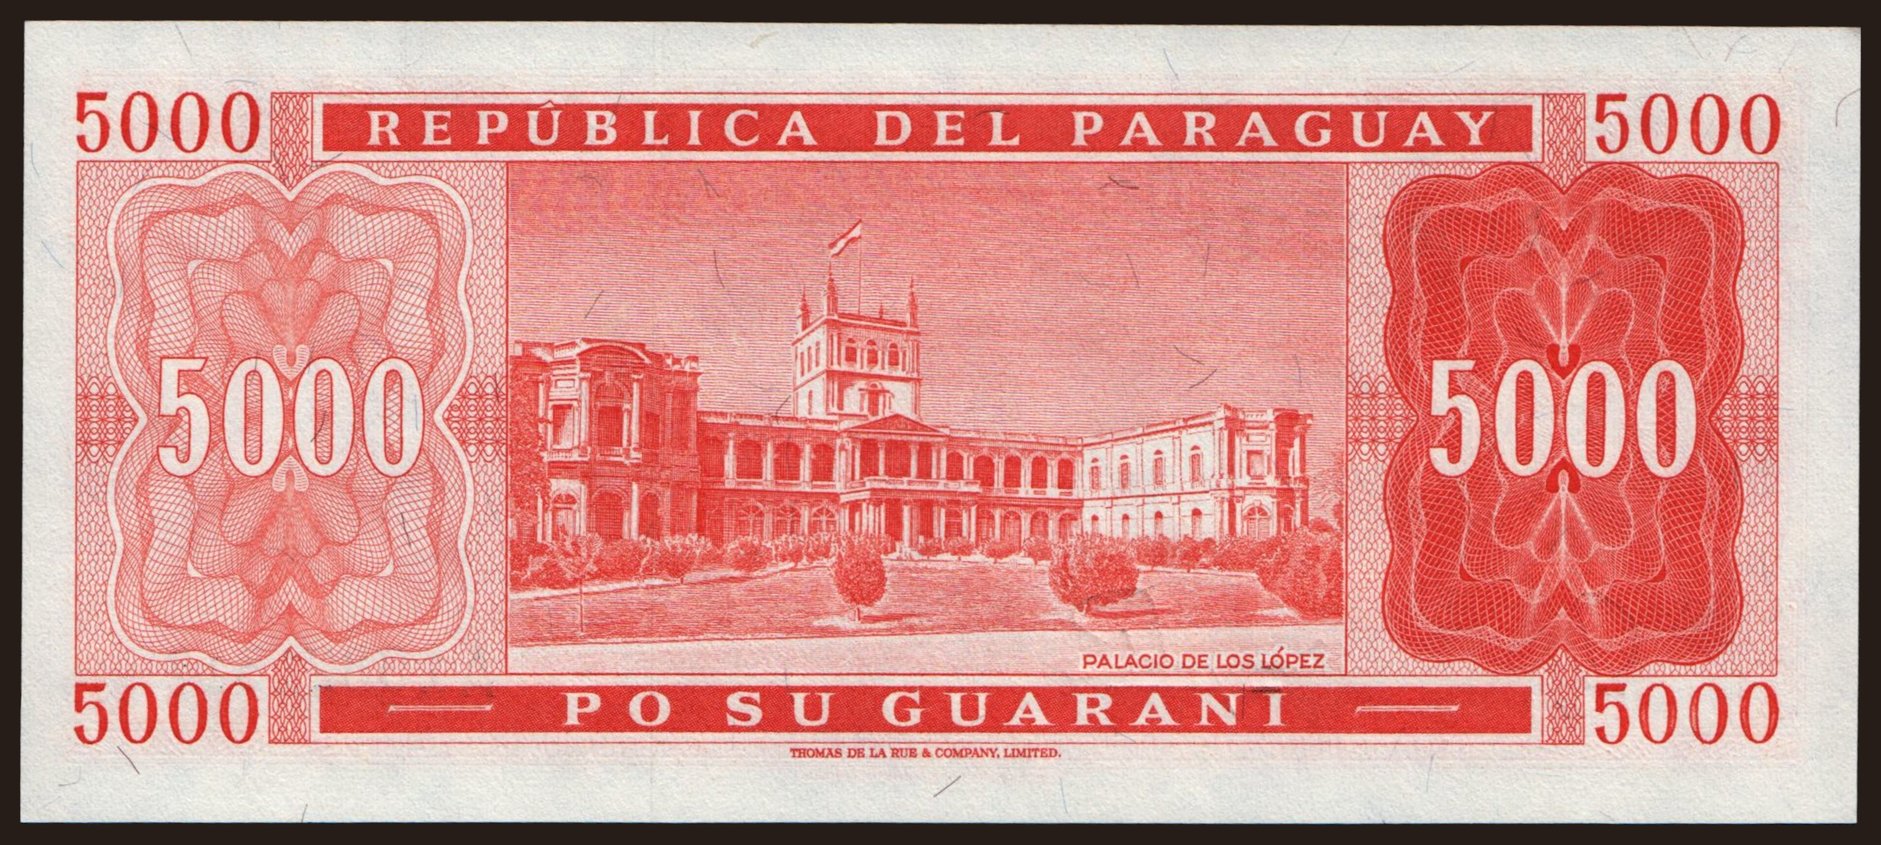 5000 REPÚBLICA DEL PARAGUAY 5000
5000 5000
PALACIO DE LOS LÓPEZ
5000 PO SU GUARANI 5000
THOMAS DE LA RUE & COMPANY, LIMITED.